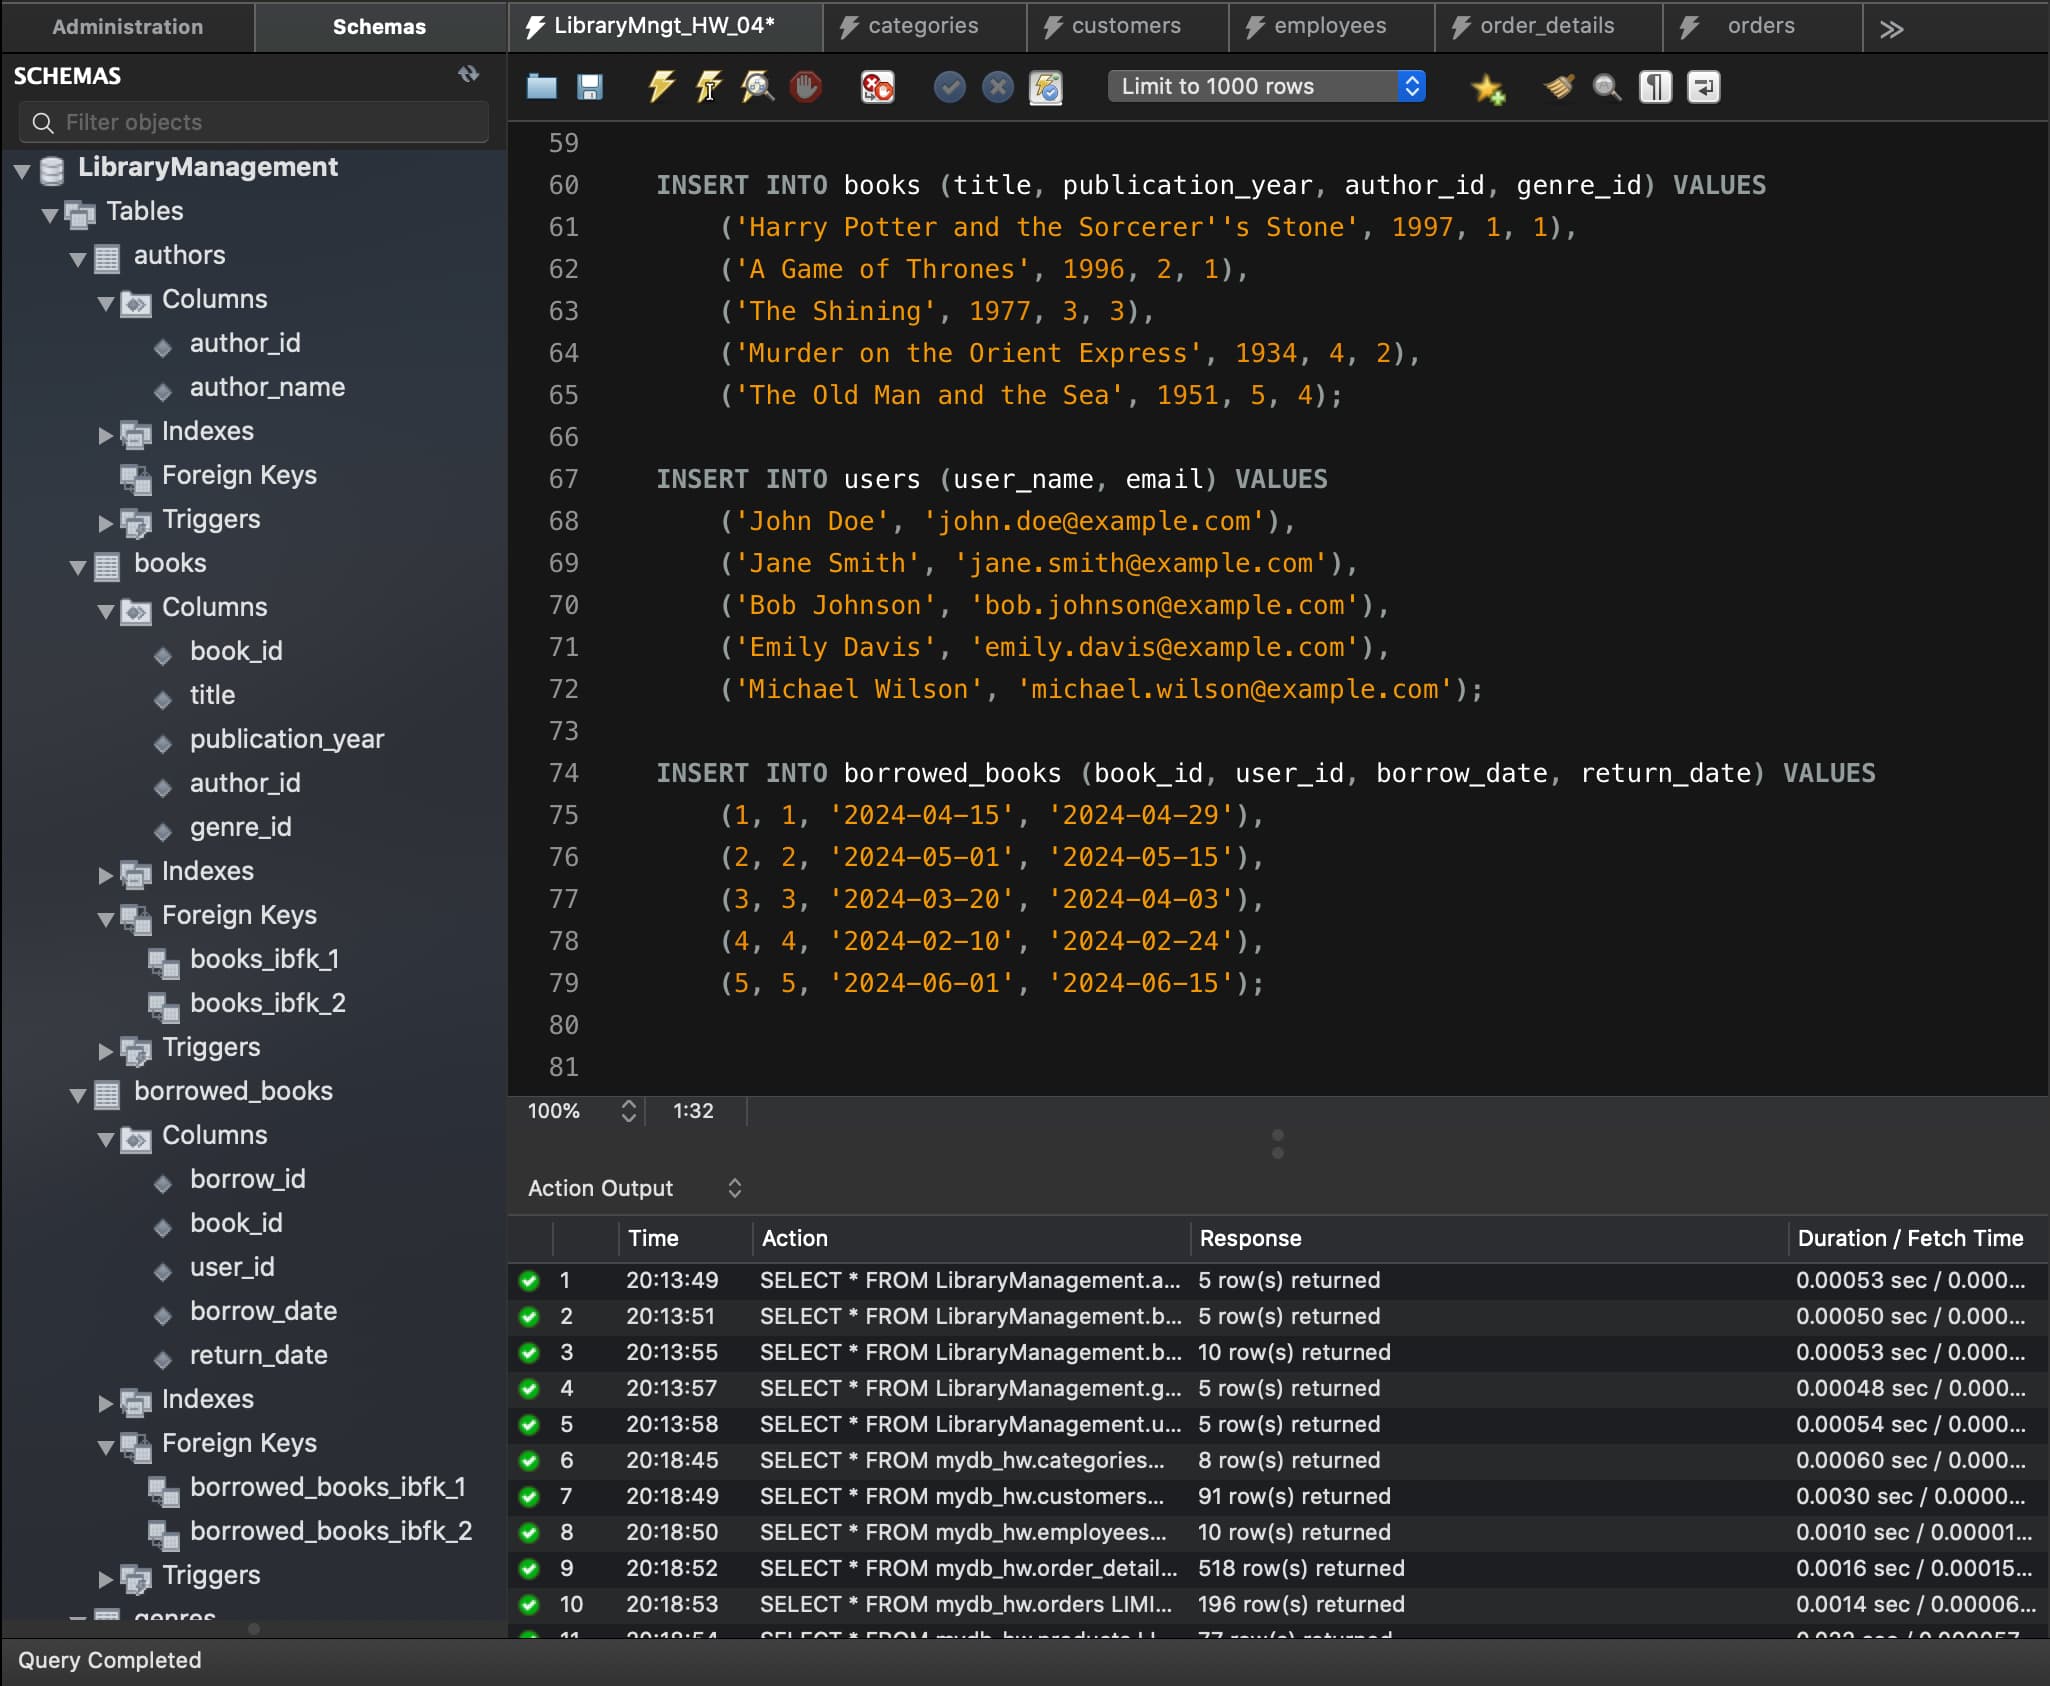 Administration
Schemas
LibraryMngt_HW_04*
categories
customers
employees
order_details
orders
SCHEMAS
Filter objects
Limit to 1000 rows
LibraryManagement
Tables
authors
Columns
author_id
author_name
Indexes
Foreign Keys
Triggers
books
Columns
book_id
title
publication_year
author_id
genre_id
Indexes
Foreign Keys
books_ibfk_1
books_ibfk_2
Triggers
borrowed_books
Columns
borrow_id
book_id
user_id
borrow_date
return_date
Indexes
Foreign Keys
borrowed_books_ibfk_1
borrowed_books_ibfk_2
Triggers
genres
59
60 INSERT INTO books (title, publication_year, author_id, genre_id) VALUES
61 ('Harry Potter and the Sorcerer''s Stone', 1997, 1, 1),
62 ('A Game of Thrones', 1996, 2, 1),
63 ('The Shining', 1977, 3, 3),
64 ('Murder on the Orient Express', 1934, 4, 2),
65 ('The Old Man and the Sea', 1951, 5, 4);
66
67 INSERT INTO users (user_name, email) VALUES
68 ('John Doe', 'john.doe@example.com'),
69 ('Jane Smith', 'jane.smith@example.com'),
70 ('Bob Johnson', 'bob.johnson@example.com'),
71 ('Emily Davis', 'emily.davis@example.com'),
72 ('Michael Wilson', 'michael.wilson@example.com');
73
74 INSERT INTO borrowed_books (book_id, user_id, borrow_date, return_date) VALUES
75 (1, 1, '2024-04-15', '2024-04-29'),
76 (2, 2, '2024-05-01', '2024-05-15'),
77 (3, 3, '2024-03-20', '2024-04-03'),
78 (4, 4, '2024-02-10', '2024-02-24'),
79 (5, 5, '2024-06-01', '2024-06-15');
80
81
100% 1:32
Action Output
Time Action Response Duration / Fetch Time
1 20:13:49 SELECT * FROM LibraryManagement.a... 5 row(s) returned 0.00053 sec / 0.000...
2 20:13:51 SELECT * FROM LibraryManagement.b... 5 row(s) returned 0.00050 sec / 0.000...
3 20:13:55 SELECT * FROM LibraryManagement.b... 10 row(s) returned 0.00053 sec / 0.000...
4 20:13:57 SELECT * FROM LibraryManagement.g... 5 row(s) returned 0.00048 sec / 0.000...
5 20:13:58 SELECT * FROM LibraryManagement.u... 5 row(s) returned 0.00054 sec / 0.000...
6 20:18:45 SELECT * FROM mydb_hw.categories... 8 row(s) returned 0.00060 sec / 0.000...
7 20:18:49 SELECT * FROM mydb_hw.customers... 91 row(s) returned 0.0030 sec / 0.0000...
8 20:18:50 SELECT * FROM mydb_hw.employees... 10 row(s) returned 0.0010 sec / 0.00001...
9 20:18:52 SELECT * FROM mydb_hw.order_detail... 518 row(s) returned 0.0016 sec / 0.00015...
10 20:18:53 SELECT * FROM mydb_hw.orders LIMI... 196 row(s) returned 0.0014 sec / 0.00006...
11 20:18:54 SELECT * FROM mydb_hw.products 77 row(s) returned
Query Completed